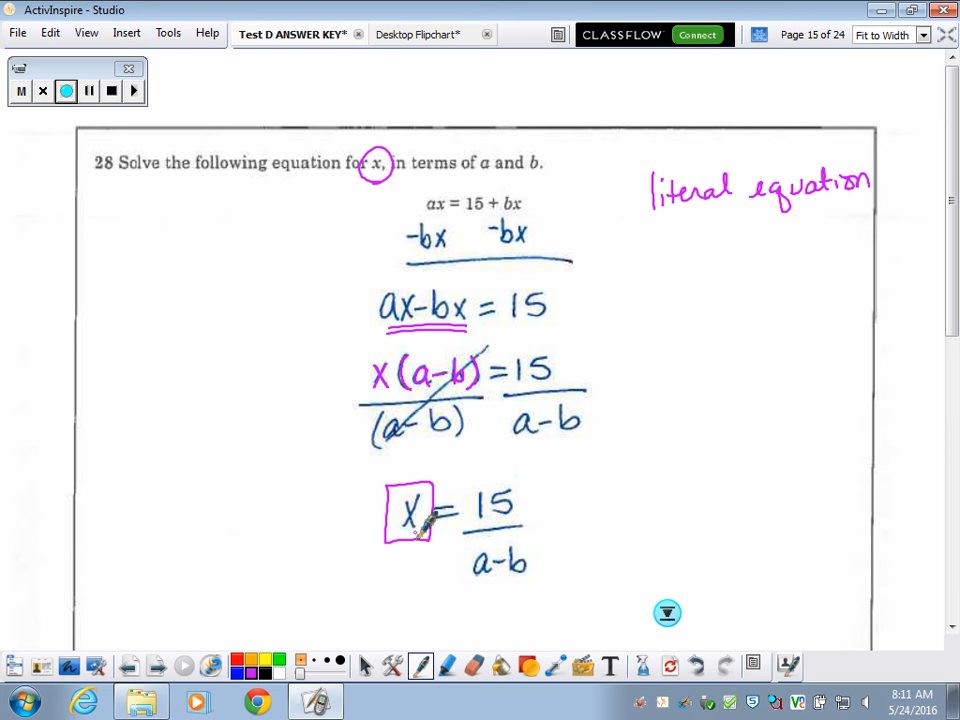 ActivInspire - Studio
File Edit View Insert Tools Help Test D ANSWER KEY* Desktop Flipchart* CLASSFLOW Connect Page 15 of 24 Fit to Width
M
28 Solve the following equation for x, in terms of a and b.
literal equation
ax = 15 + bx
-bx -bx
ax-bx = 15
x(a-b) = 15
(a-b) a-b
x = 15
a-b
T
8:11 AM
5/24/2016